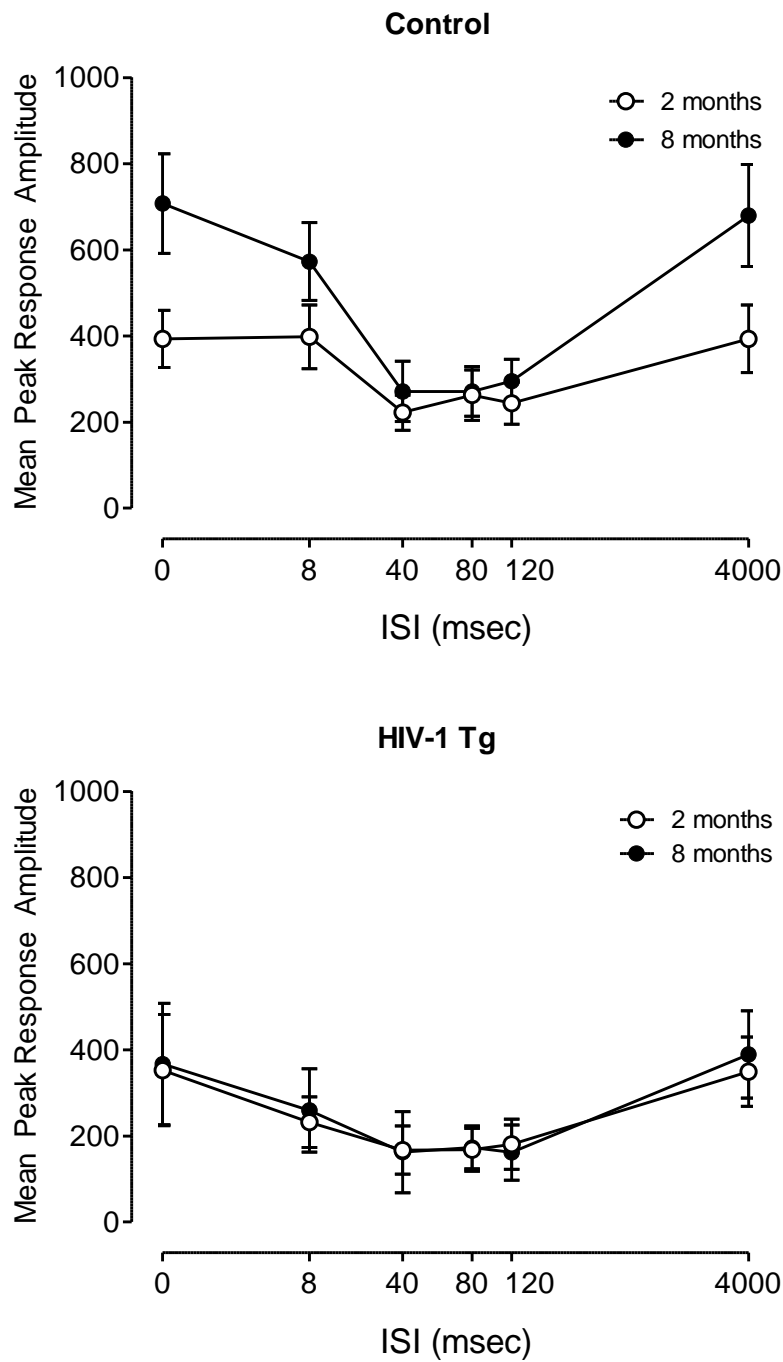 Control
1000
800
600
400
200
0
Mean Peak Response Amplitude
2 months
8 months
0 8 40 80 120 4000
ISI (msec)
HIV-1 Tg
1000
800
600
400
200
0
Mean Peak Response Amplitude
2 months
8 months
0 8 40 80 120 4000
ISI (msec)